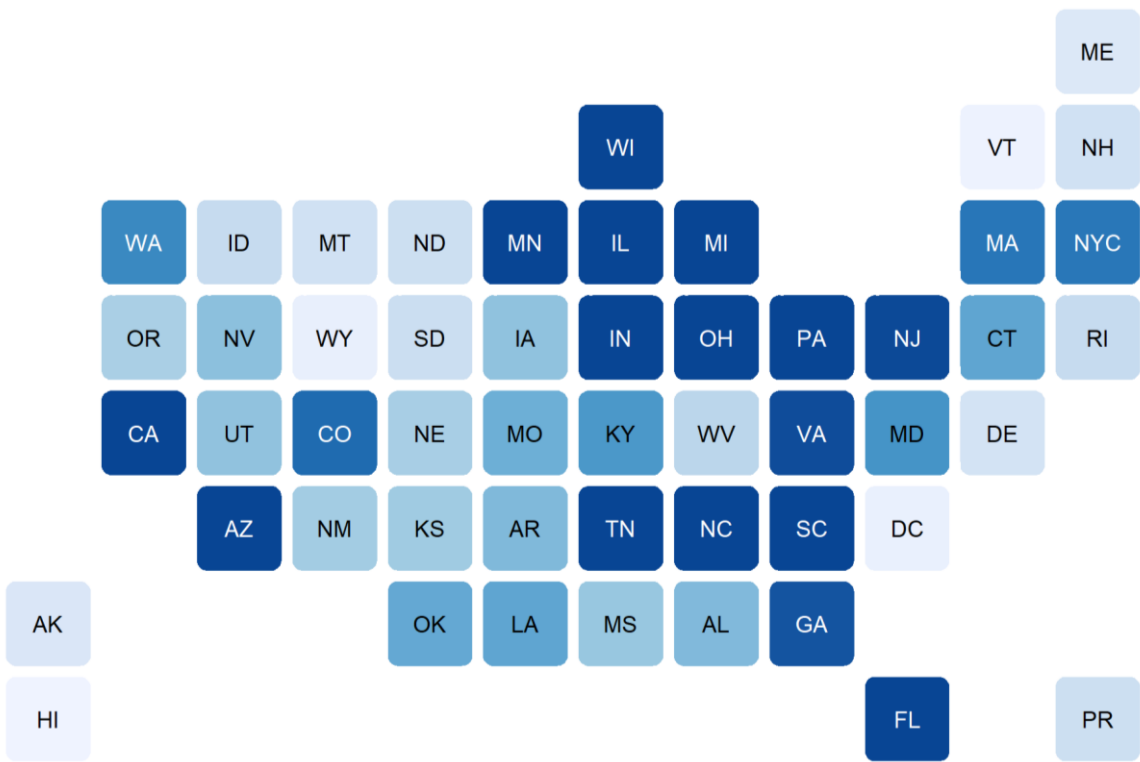 ME
WI VT NH
WA ID MT ND MN IL MI MA NYC
OR NV WY SD IA IN OH PA NJ CT RI
CA UT CO NE MO KY WV VA MD DE
AZ NM KS AR TN NC SC DC
AK OK LA MS AL GA
HI FL PR